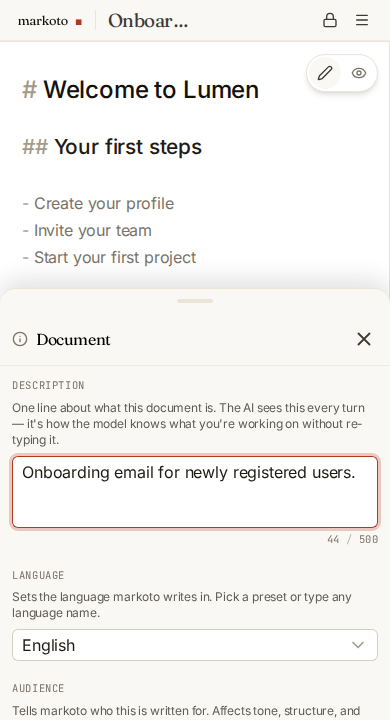 markoto
Onboar...
# Welcome to Lumen
## Your first steps
- Create your profile
- Invite your team
- Start your first project
Document
DESCRIPTION
One line about what this document is. The AI sees this every turn
— it's how the model knows what you're working on without re-
typing it.
Onboarding email for newly registered users.
44 / 500
LANGUAGE
Sets the language markoto writes in. Pick a preset or type any
language name.
English
AUDIENCE
Tells markoto who this is written for. Affects tone, structure, and